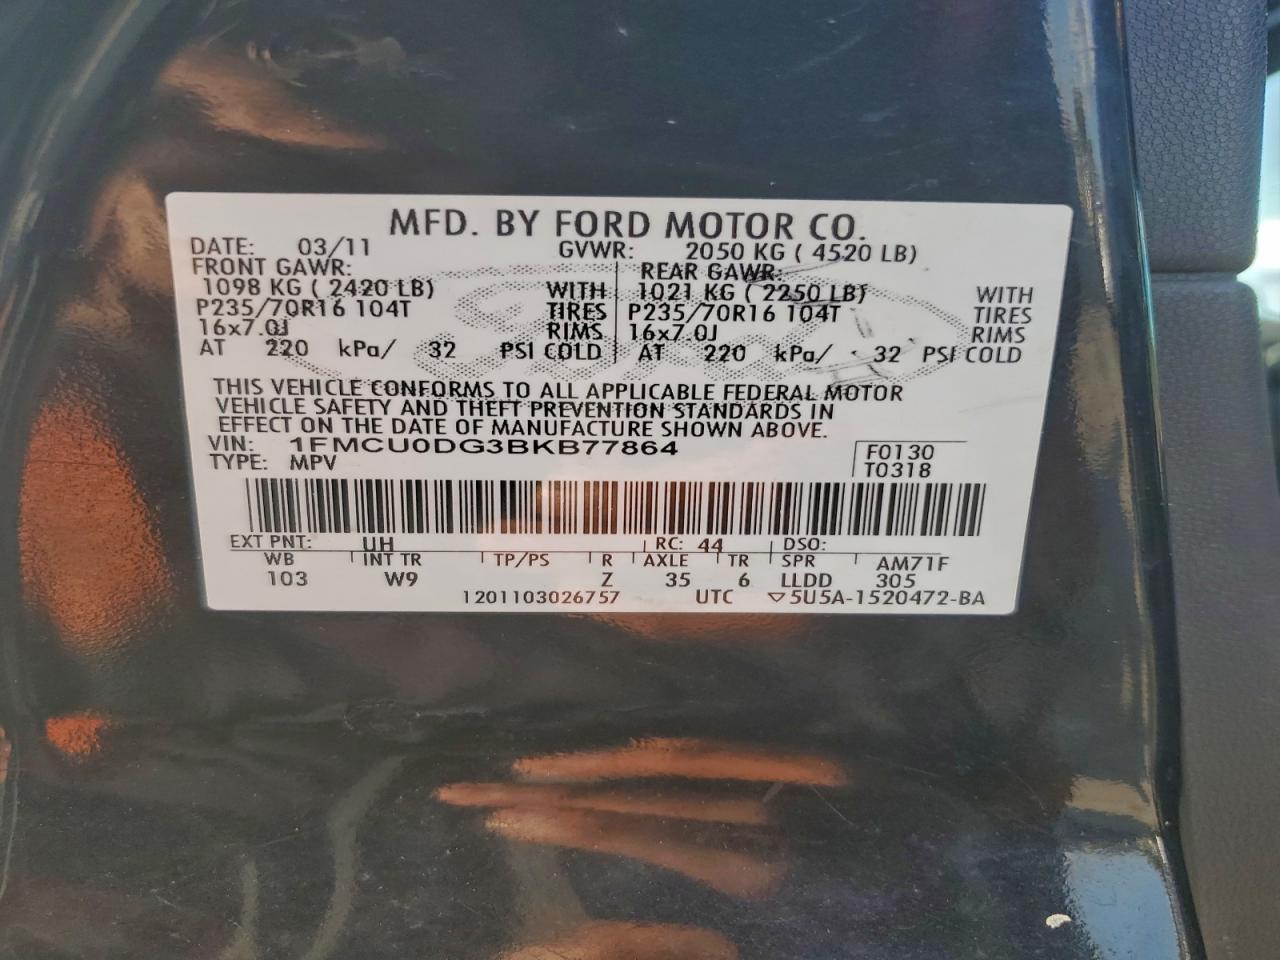 MFD. BY FORD MOTOR CO.
DATE: 03/11 GVWR: 2050 KG ( 4520 LB)
FRONT GAWR: REAR GAWR:
1098 KG ( 2420 LB) WITH 1021 KG ( 2250 LB) WITH
P235/70R16 104T TIRES P235/70R16 104T TIRES
16x7.0J RIMS 16x7.0J RIMS
AT 220 kPa/ 32 PSI COLD AT 220 kPa/ 32 PSI COLD
THIS VEHICLE CONFORMS TO ALL APPLICABLE FEDERAL MOTOR
VEHICLE SAFETY AND THEFT PREVENTION STANDARDS IN
EFFECT ON THE DATE OF MANUFACTURE SHOWN ABOVE.
VIN: 1FMCU0DG3BKB77864 F0130
TYPE: MPV T0318
EXT PNT: UH RC: 44 DSO:
WB INT TR TP/PS R AXLE TR SPR AM71F
103 W9 Z 35 6 LLDD 305
1201103026757 UTC ▽5U5A-1520472-BA